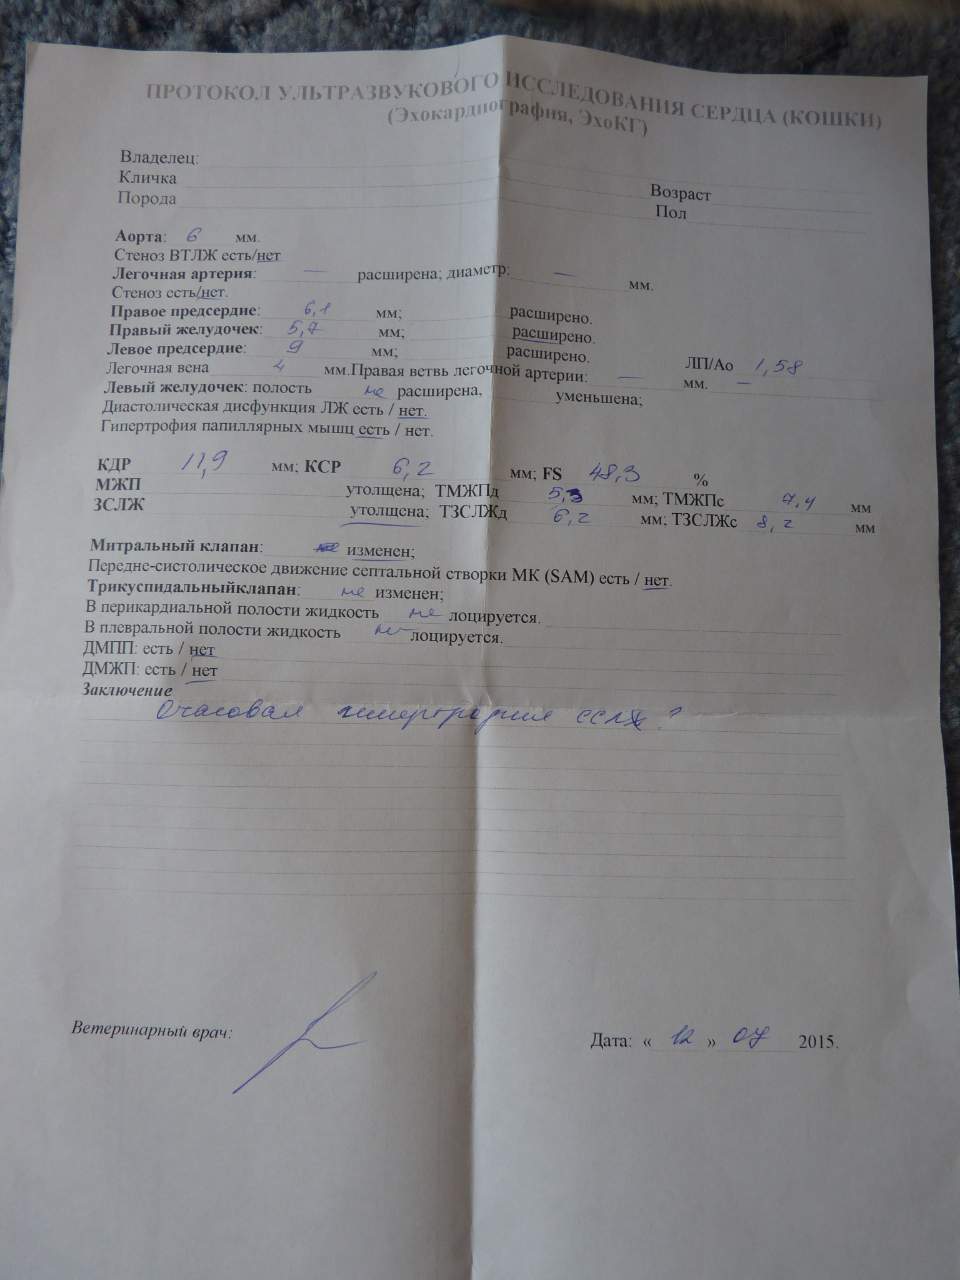 ПРОТОКОЛ УЛЬТРАЗВУКОВОГО ИССЛЕДОВАНИЯ СЕРДЦА (КОШКИ)
(Эхокардиография, ЭхоКГ)
Владелец:
Кличка Возраст
Порода Пол
Аорта: 6 мм.
Стеноз ВТЛЖ есть/нет
Легочная артерия: — расширена; диаметр: — мм.
Стеноз есть/нет.
Правое предсердие: 6,1 мм; расширено.
Правый желудочек: 5,7 мм; расширено.
Левое предсердие: 9 мм; расширено. ЛП/Ао 1,58
Легочная вена 4 мм.Правая ветвь легочной артерии: — мм. —
Левый желудочек: полость не расширена, уменьшена;
Диастолическая дисфункция ЛЖ есть / нет.
Гипертрофия папиллярных мышц есть / нет.
КДР 11,9 мм; КСР 6,2 мм; FS 48,3 %
МЖП утолщена; ТМЖПд 5,3 мм; ТМЖПс 7,4 мм
ЗСЛЖ утолщена; ТЗСЛЖд 6,2 мм; ТЗСЛЖс 8,2 мм
Митральный клапан: изменен;
Передне-систолическое движение септальной створки МК (SAM) есть / нет.
Трикуспидальныйклапан: не изменен;
В перикардиальной полости жидкость не лоцируется.
В плевральной полости жидкость не лоцируется.
ДМПП: есть / нет
ДМЖП: есть / нет
Заключение
Очаговая гипертрофия ?
Ветеринарный врач:
Дата: « 12 » 07 2015.